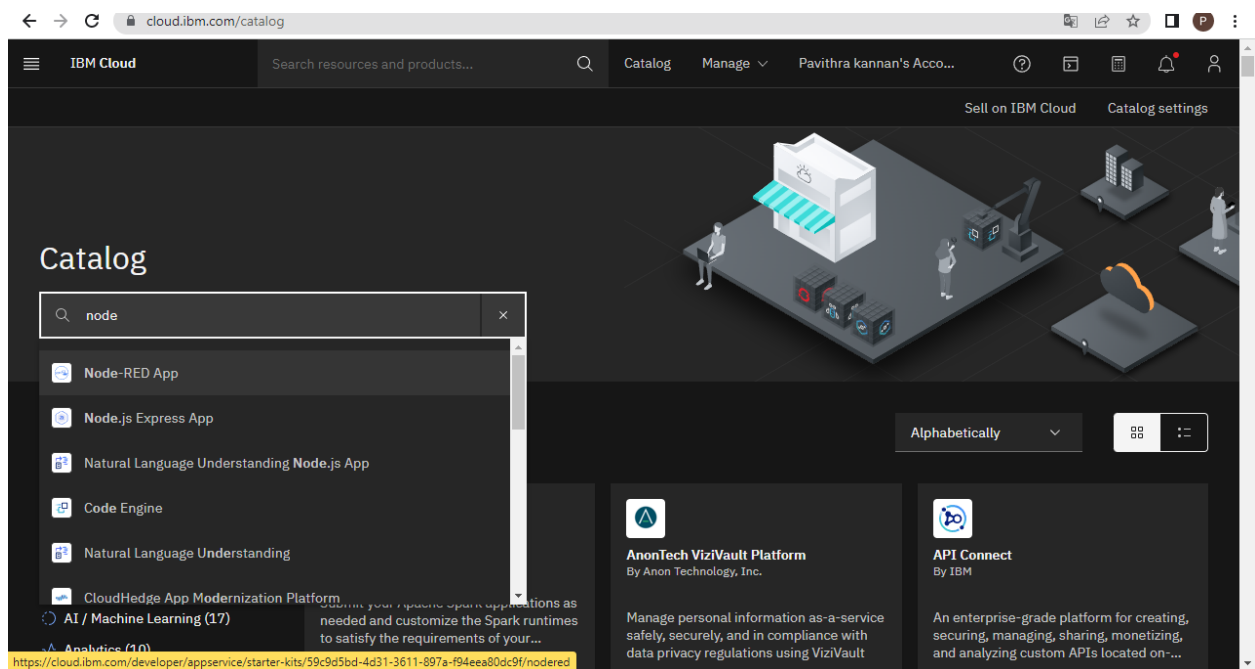 cloud.ibm.com/catalog
P
IBM Cloud
Search resources and products...
Catalog
Manage
Pavithra kannan's Acco...
Sell on IBM Cloud
Catalog settings
Catalog
node
Node-RED App
Node.js Express App
Natural Language Understanding Node.js App
Code Engine
Natural Language Understanding
CloudHedge App Modernization Platform
Alphabetically
AI / Machine Learning (17)
Analytics (10)
Submit your Apache Spark applications as
needed and customize the Spark runtimes
to satisfy the requirements of your...
AnonTech ViziVault Platform
By Anon Technology, Inc.
Manage personal information as-a-service
safely, securely, and in compliance with
data privacy regulations using ViziVault
API Connect
By IBM
An enterprise-grade platform for creating,
securing, managing, sharing, monetizing,
and analyzing custom APIs located on-...
https://cloud.ibm.com/developer/appservice/starter-kits/59c9d5bd-4d31-3611-897a-f94eea80dc9f/nodered